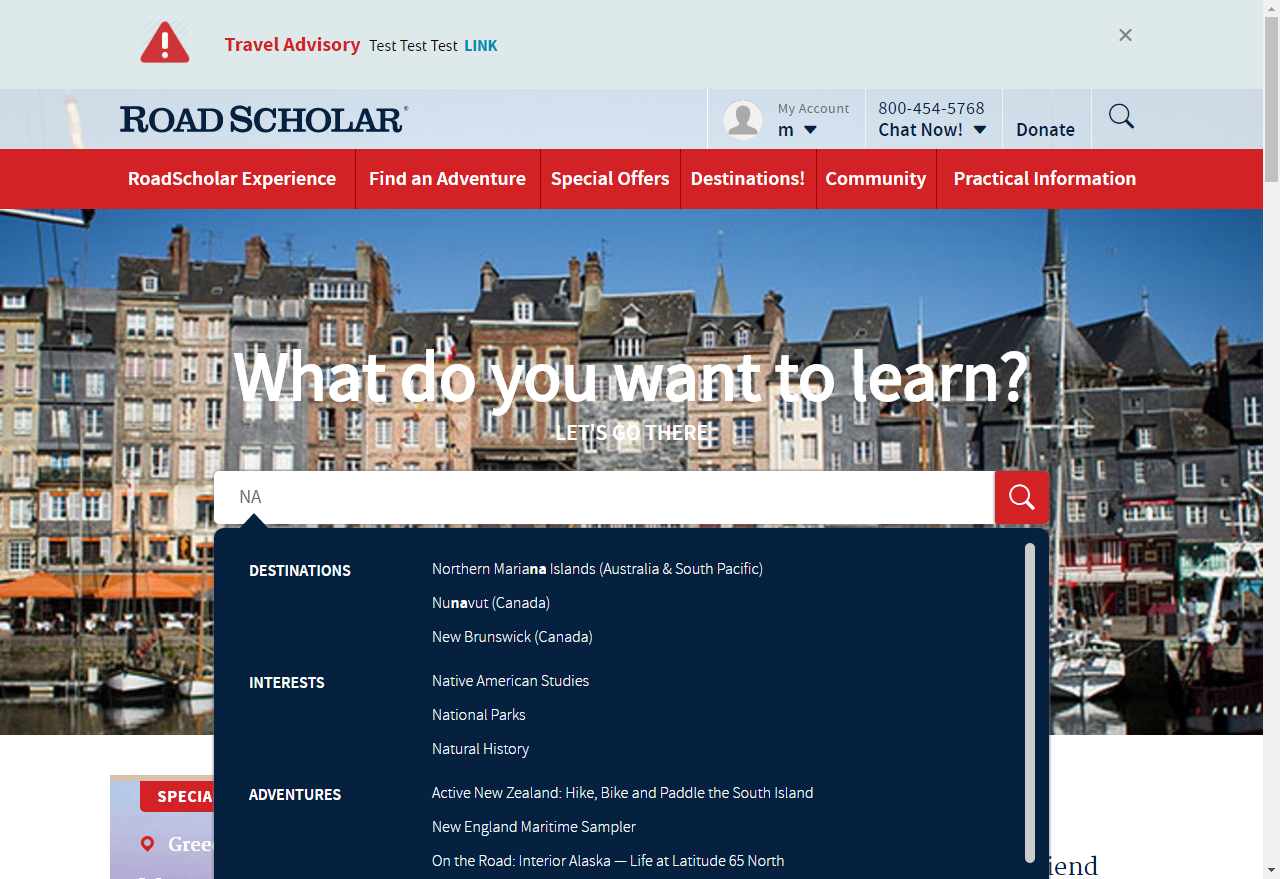 Travel Advisory Test Test Test LINK
ROAD SCHOLAR®
My Account
m
800-454-5768
Chat Now!
Donate
RoadScholar Experience
Find an Adventure
Special Offers
Destinations!
Community
Practical Information
What do you want to learn?
LET'S GO THERE
NA
DESTINATIONS
Northern Mariana Islands (Australia & South Pacific)
Nunavut (Canada)
New Brunswick (Canada)
INTERESTS
Native American Studies
National Parks
Natural History
ADVENTURES
Active New Zealand: Hike, Bike and Paddle the South Island
New England Maritime Sampler
On the Road: Interior Alaska — Life at Latitude 65 North
SPECIA
Gree
iend